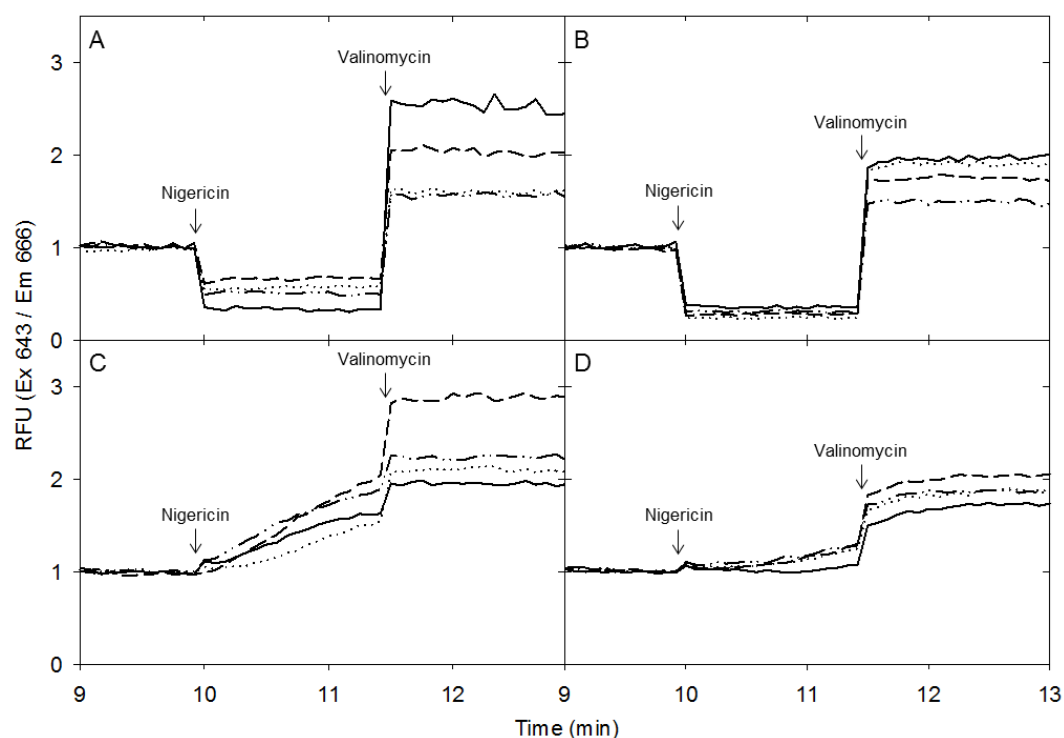 A
B
3
Valinomycin
Valinomycin
2
Nigericin
Nigericin
1
0
C
Valinomycin
D
3
Valinomycin
2
Nigericin
Nigericin
1
0
9
10
11
12
9
10
11
12
13
RFU (Ex 643 / Em 666)
Time (min)